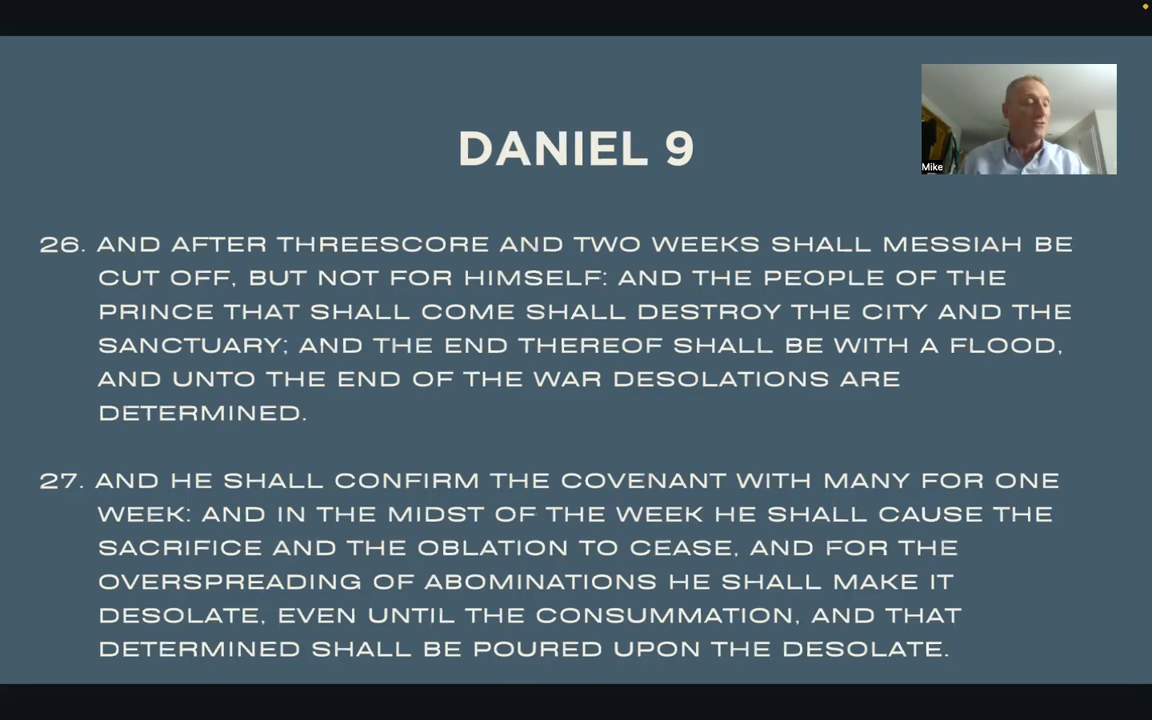 DANIEL 9
Mike
26. AND AFTER THREESCORE AND TWO WEEKS SHALL MESSIAH BE
CUT OFF, BUT NOT FOR HIMSELF: AND THE PEOPLE OF THE
PRINCE THAT SHALL COME SHALL DESTROY THE CITY AND THE
SANCTUARY; AND THE END THEREOF SHALL BE WITH A FLOOD,
AND UNTO THE END OF THE WAR DESOLATIONS ARE
DETERMINED.
27. AND HE SHALL CONFIRM THE COVENANT WITH MANY FOR ONE
WEEK: AND IN THE MIDST OF THE WEEK HE SHALL CAUSE THE
SACRIFICE AND THE OBLATION TO CEASE, AND FOR THE
OVERSPREADING OF ABOMINATIONS HE SHALL MAKE IT
DESOLATE, EVEN UNTIL THE CONSUMMATION, AND THAT
DETERMINED SHALL BE POURED UPON THE DESOLATE.